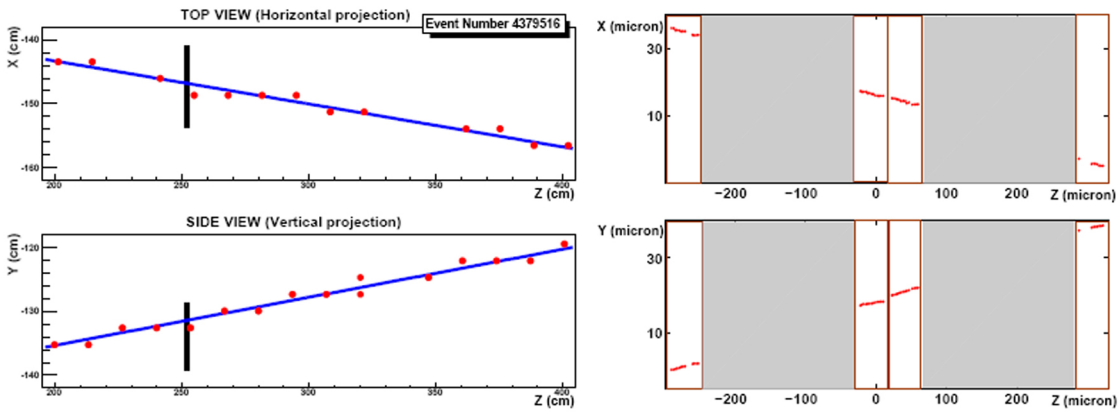 TOP VIEW (Horizontal projection)
Event Number 4379516
X (cm)
-140
-150
-160
200
250
300
350
400
Z (cm)
SIDE VIEW (Vertical projection)
Y (cm)
-120
-130
-140
200
250
300
350
400
Z (cm)
X (micron)
30
10
−200
−100
0
100
200
Z (micron)
Y (micron)
30
10
−200
−100
0
100
200
Z (micron)